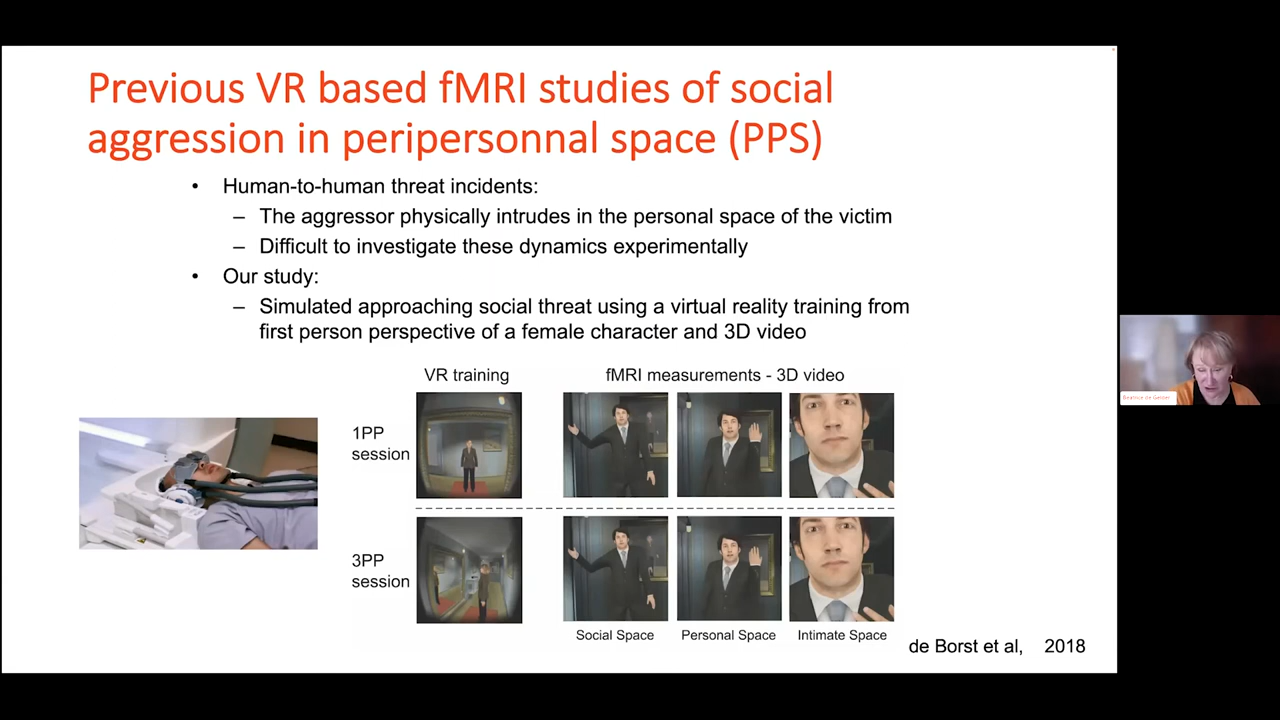 Previous VR based fMRI studies of social
aggression in peripersonnal space (PPS)
• Human-to-human threat incidents:
– The aggressor physically intrudes in the personal space of the victim
– Difficult to investigate these dynamics experimentally
• Our study:
– Simulated approaching social threat using a virtual reality training from
first person perspective of a female character and 3D video
VR training
fMRI measurements - 3D video
1PP
session
3PP
session
Social Space
Personal Space
Intimate Space
de Borst et al, 2018
Beatrice de Gelder